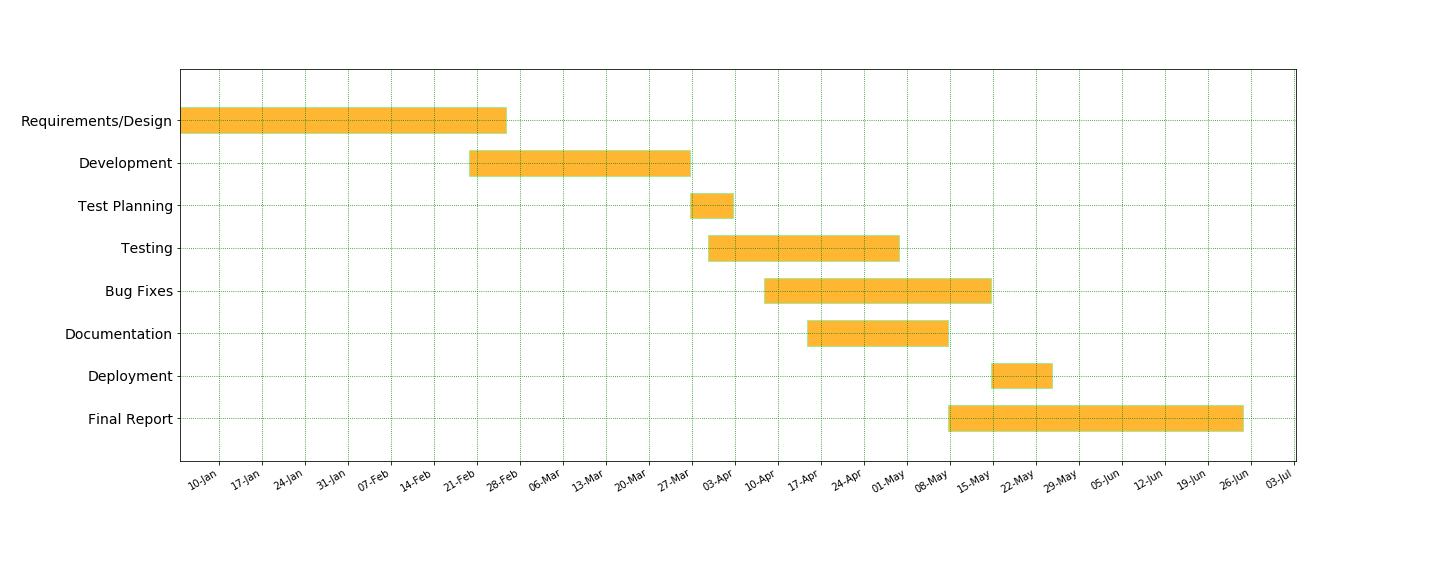 Requirements/Design
Development
Test Planning
Testing
Bug Fixes
Documentation
Deployment
Final Report
10-Jan 17-Jan 24-Jan 31-Jan 07-Feb 14-Feb 21-Feb 28-Feb 06-Mar 13-Mar 20-Mar 27-Mar 03-Apr 10-Apr 17-Apr 24-Apr 01-May 08-May 15-May 22-May 29-May 05-Jun 12-Jun 19-Jun 26-Jun 03-Jul